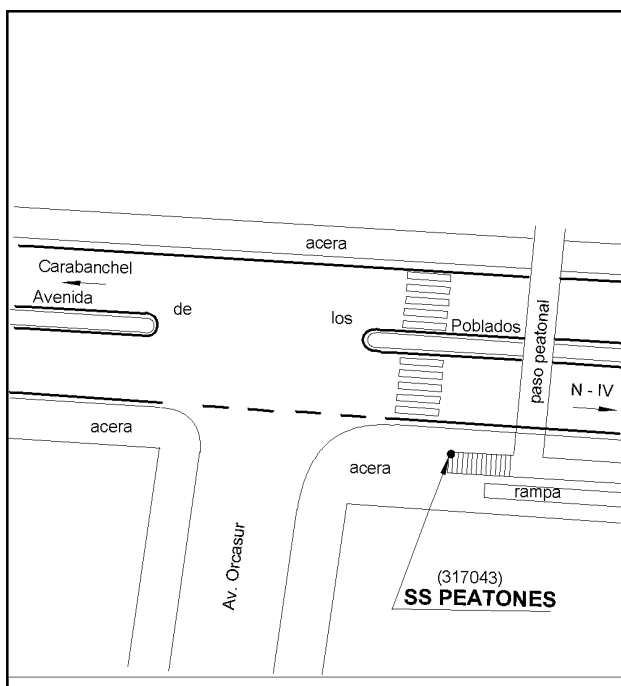 acera
Carabanchel
Avenida de los Poblados
paso peatonal
N - IV
acera
acera
rampa
Av. Orcasur
(317043)
SS PEATONES